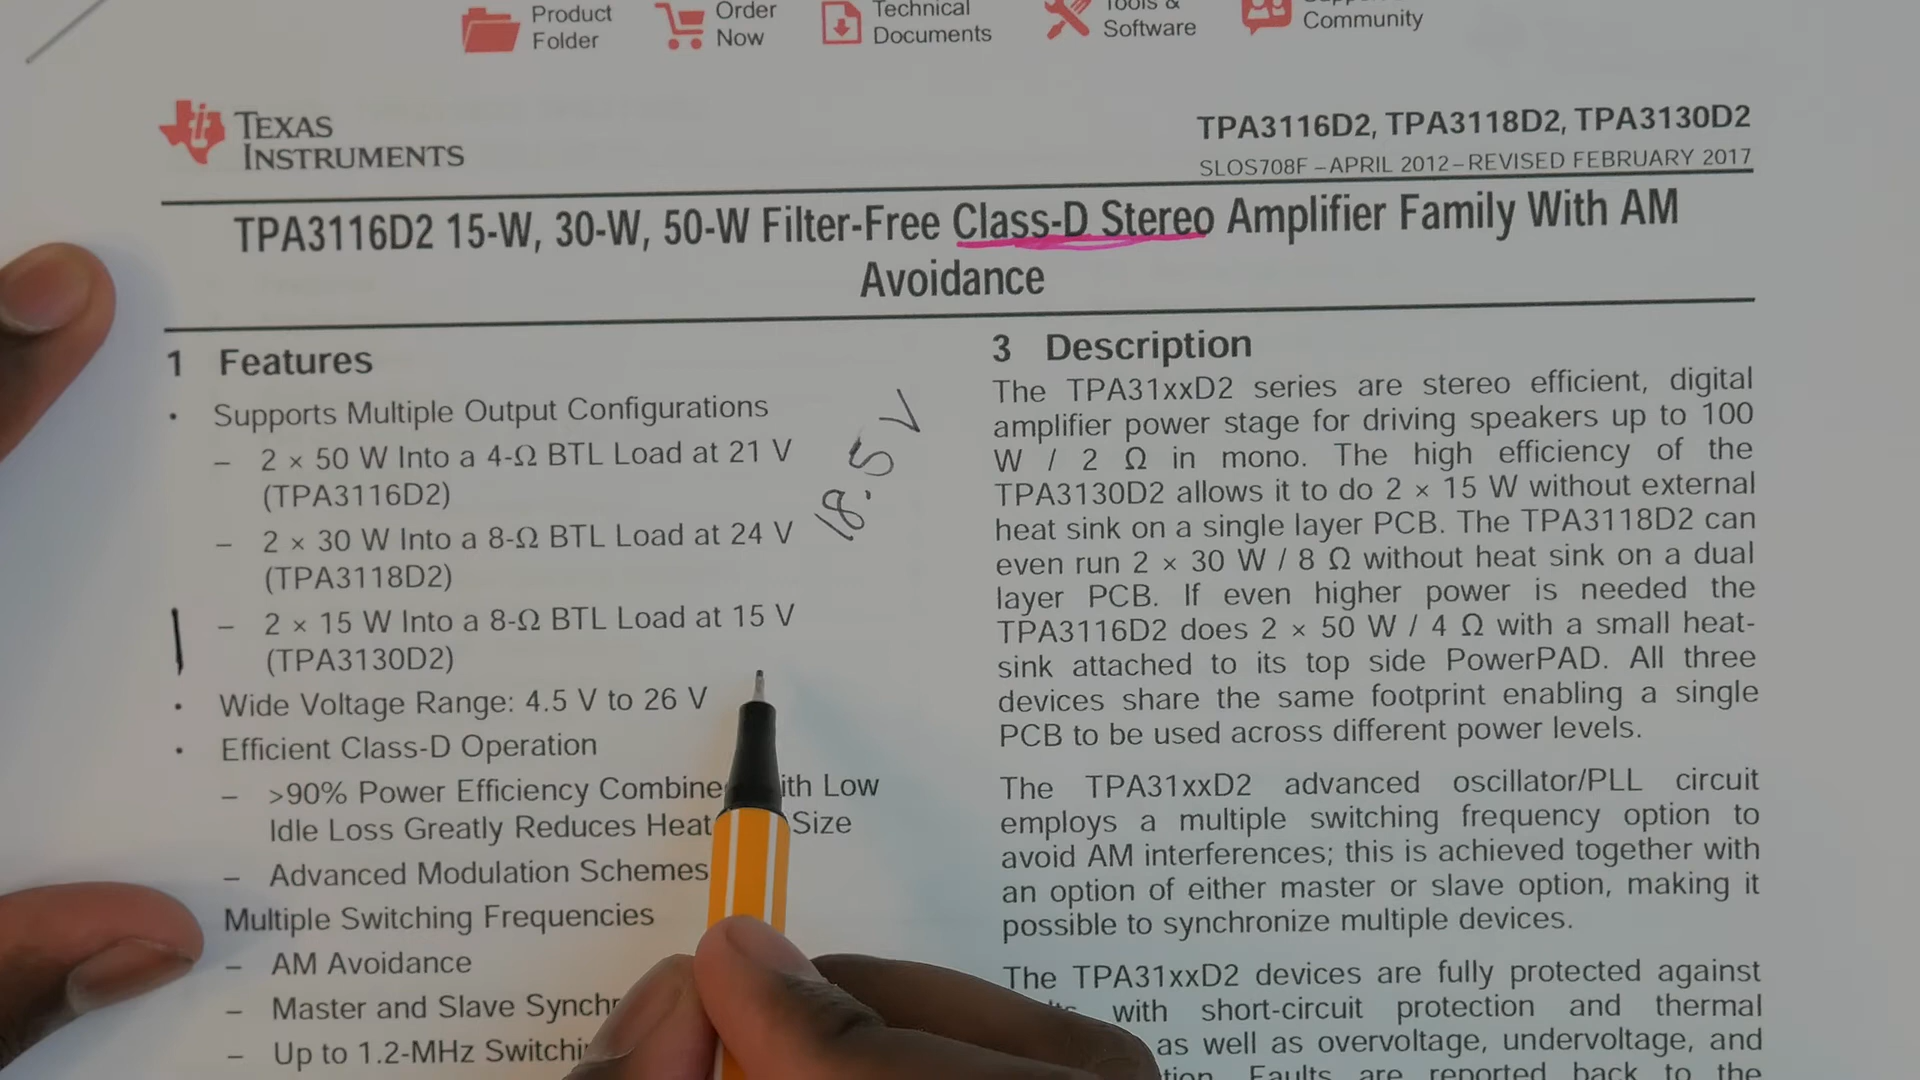 Product
Folder
Order
Now
Technical
Documents
Tools &
Software
Community
TEXAS
INSTRUMENTS
TPA3116D2, TPA3118D2, TPA3130D2
SLOS708F –APRIL 2012–REVISED FEBRUARY 2017
TPA3116D2 15-W, 30-W, 50-W Filter-Free Class-D Stereo Amplifier Family With AM
Avoidance
1 Features
• Supports Multiple Output Configurations
– 2 × 50 W Into a 4-Ω BTL Load at 21 V
(TPA3116D2)
– 2 × 30 W Into a 8-Ω BTL Load at 24 V
(TPA3118D2)
– 2 × 15 W Into a 8-Ω BTL Load at 15 V
(TPA3130D2)
• Wide Voltage Range: 4.5 V to 26 V
• Efficient Class-D Operation
– >90% Power Efficiency Combine ith Low
Idle Loss Greatly Reduces Heat Size
– Advanced Modulation Schemes
Multiple Switching Frequencies
– AM Avoidance
– Master and Slave Synchr
– Up to 1.2-MHz Switchi
18.5 V
3 Description
The TPA31xxD2 series are stereo efficient, digital
amplifier power stage for driving speakers up to 100
W / 2 Ω in mono. The high efficiency of the
TPA3130D2 allows it to do 2 × 15 W without external
heat sink on a single layer PCB. The TPA3118D2 can
even run 2 × 30 W / 8 Ω without heat sink on a dual
layer PCB. If even higher power is needed the
TPA3116D2 does 2 × 50 W / 4 Ω with a small heat-
sink attached to its top side PowerPAD. All three
devices share the same footprint enabling a single
PCB to be used across different power levels.
The TPA31xxD2 advanced oscillator/PLL circuit
employs a multiple switching frequency option to
avoid AM interferences; this is achieved together with
an option of either master or slave option, making it
possible to synchronize multiple devices.
The TPA31xxD2 devices are fully protected against
with short-circuit protection and thermal
as well as overvoltage, undervoltage, and
tion. Faults are reported back to the